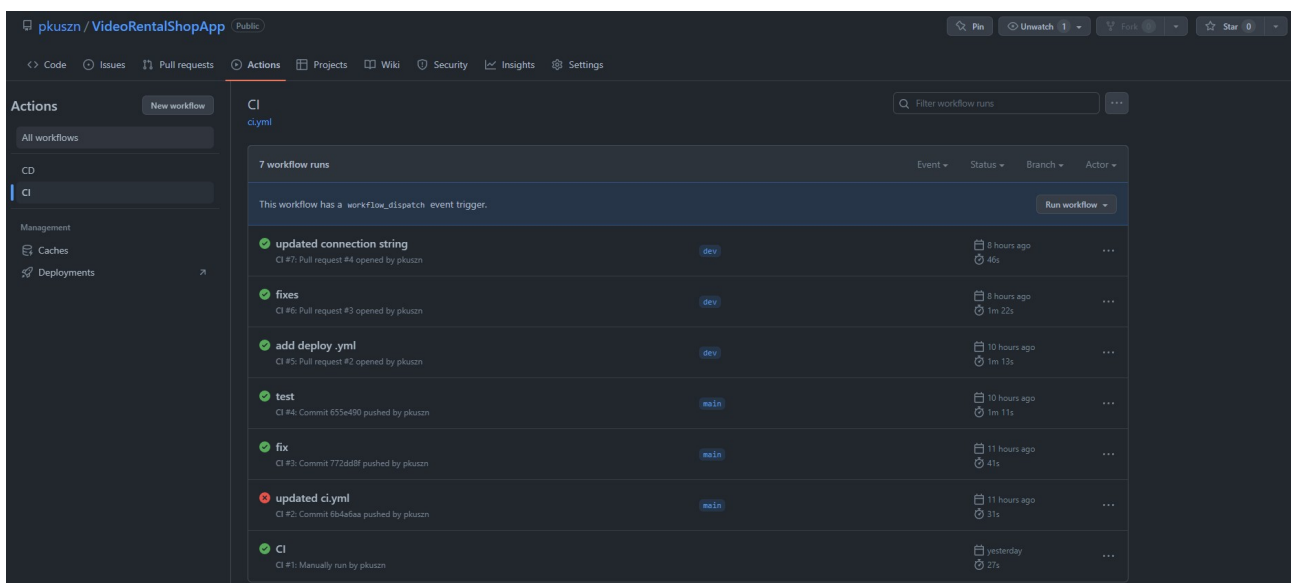 pkuszn / VideoRentalShopApp Public
Pin
Unwatch 1
Fork
Star 0
Code
Issues
Pull requests
Actions
Projects
Wiki
Security
Insights
Settings
Actions
New workflow
All workflows
CD
CI
Management
Caches
Deployments
CI
ci.yml
Filter workflow runs
7 workflow runs
Event
Status
Branch
Actor
This workflow has a workflow_dispatch event trigger.
Run workflow
updated connection string
CI #7: Pull request #4 opened by pkuszn
dev
8 hours ago
46s
fixes
CI #6: Pull request #3 opened by pkuszn
dev
8 hours ago
1m 22s
add deploy .yml
CI #5: Pull request #2 opened by pkuszn
dev
10 hours ago
1m 13s
test
CI #4: Commit 655e490 pushed by pkuszn
main
10 hours ago
1m 11s
fix
CI #3: Commit 772dd8f pushed by pkuszn
main
11 hours ago
41s
updated ci.yml
CI #2: Commit 6b4a6aa pushed by pkuszn
main
11 hours ago
31s
CI
CI #1: Manually run by pkuszn
yesterday
27s